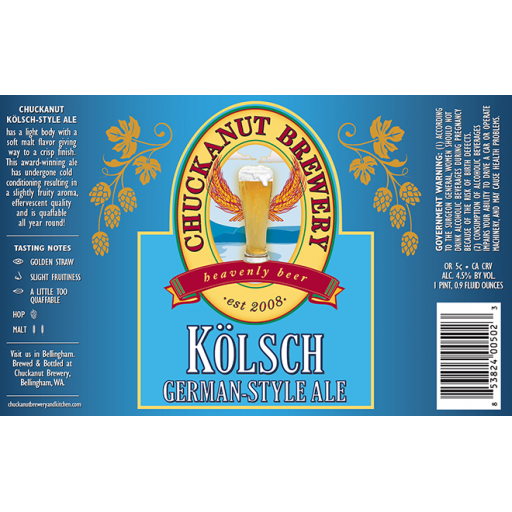 CHUCKANUT
KÖLSCH-STYLE ALE
has a light body with a
soft malt flavor giving
way to a crisp finish.
This award-winning ale
has undergone cold
conditioning resulting in
a slightly fruity aroma,
effervescent quality
and is quaffable
all year round!
TASTING NOTES
GOLDEN STRAW
SLIGHT FRUITINESS
A LITTLE TOO
QUAFFABLE
HOP
MALT
Visit us in Bellingham.
Brewed & Bottled at
Chuckanut Brewery,
Bellingham, WA.
chuckanutbreweryandkitchen.com
CHUCKANUT BREWERY
heavenly beer
·est 2008·
KÖLSCH
GERMAN-STYLE ALE
GOVERNMENT WARNING: (1) ACCORDING
TO THE SURGEON GENERAL, WOMEN SHOULD NOT
DRINK ALCOHOLIC BEVERAGES DURING PREGNANCY
BECAUSE OF THE RISK OF BIRTH DEFECTS.
(2) CONSUMPTION OF ALCOHOLIC BEVERAGES
IMPAIRS YOUR ABILITY TO DRIVE A CAR OR OPERATE
MACHINERY, AND MAY CAUSE HEALTH PROBLEMS.
OR 5¢ • CA CRV
ALC. 4.5% BY VOL.
1 PINT, 0.9 FLUID OUNCES
8 53824 00502 3